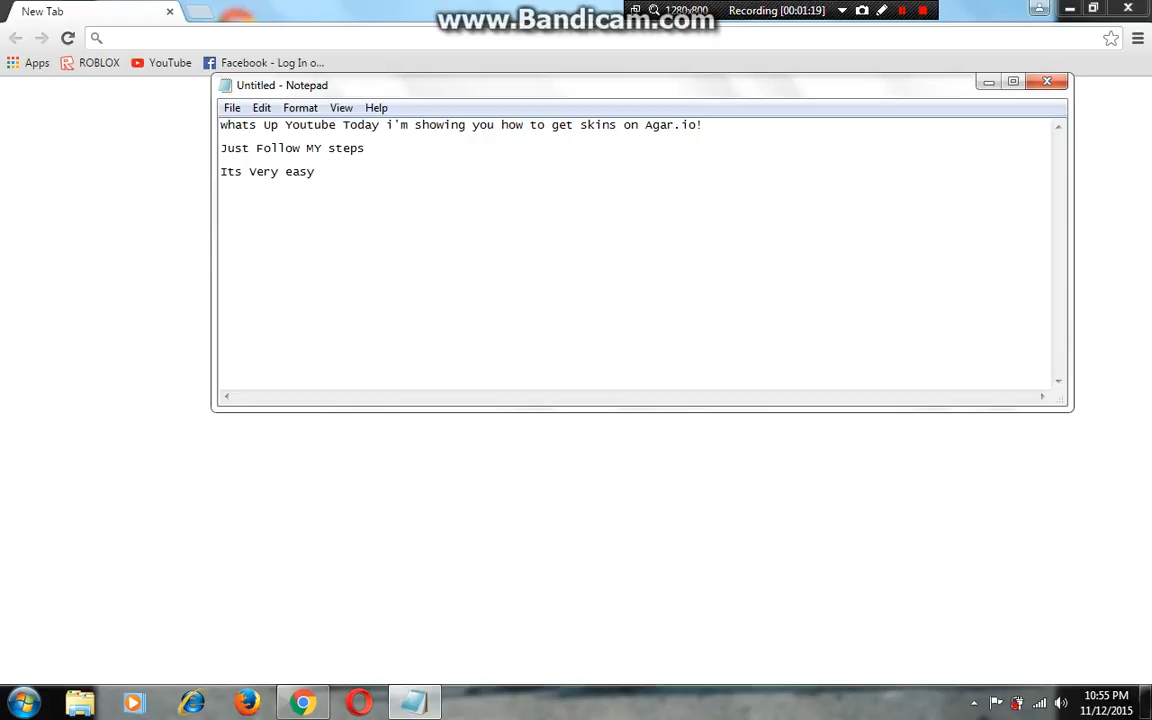 New Tab
www.Bandicam.com
1280x800
Recording [00:01:19]
Apps
ROBLOX
YouTube
Facebook - Log In o...
Untitled - Notepad
File Edit Format View Help
whats Up Youtube Today i'm showing you how to get skins on Agar.io!
Just Follow MY steps
Its Very easy
10:55 PM
11/12/2015